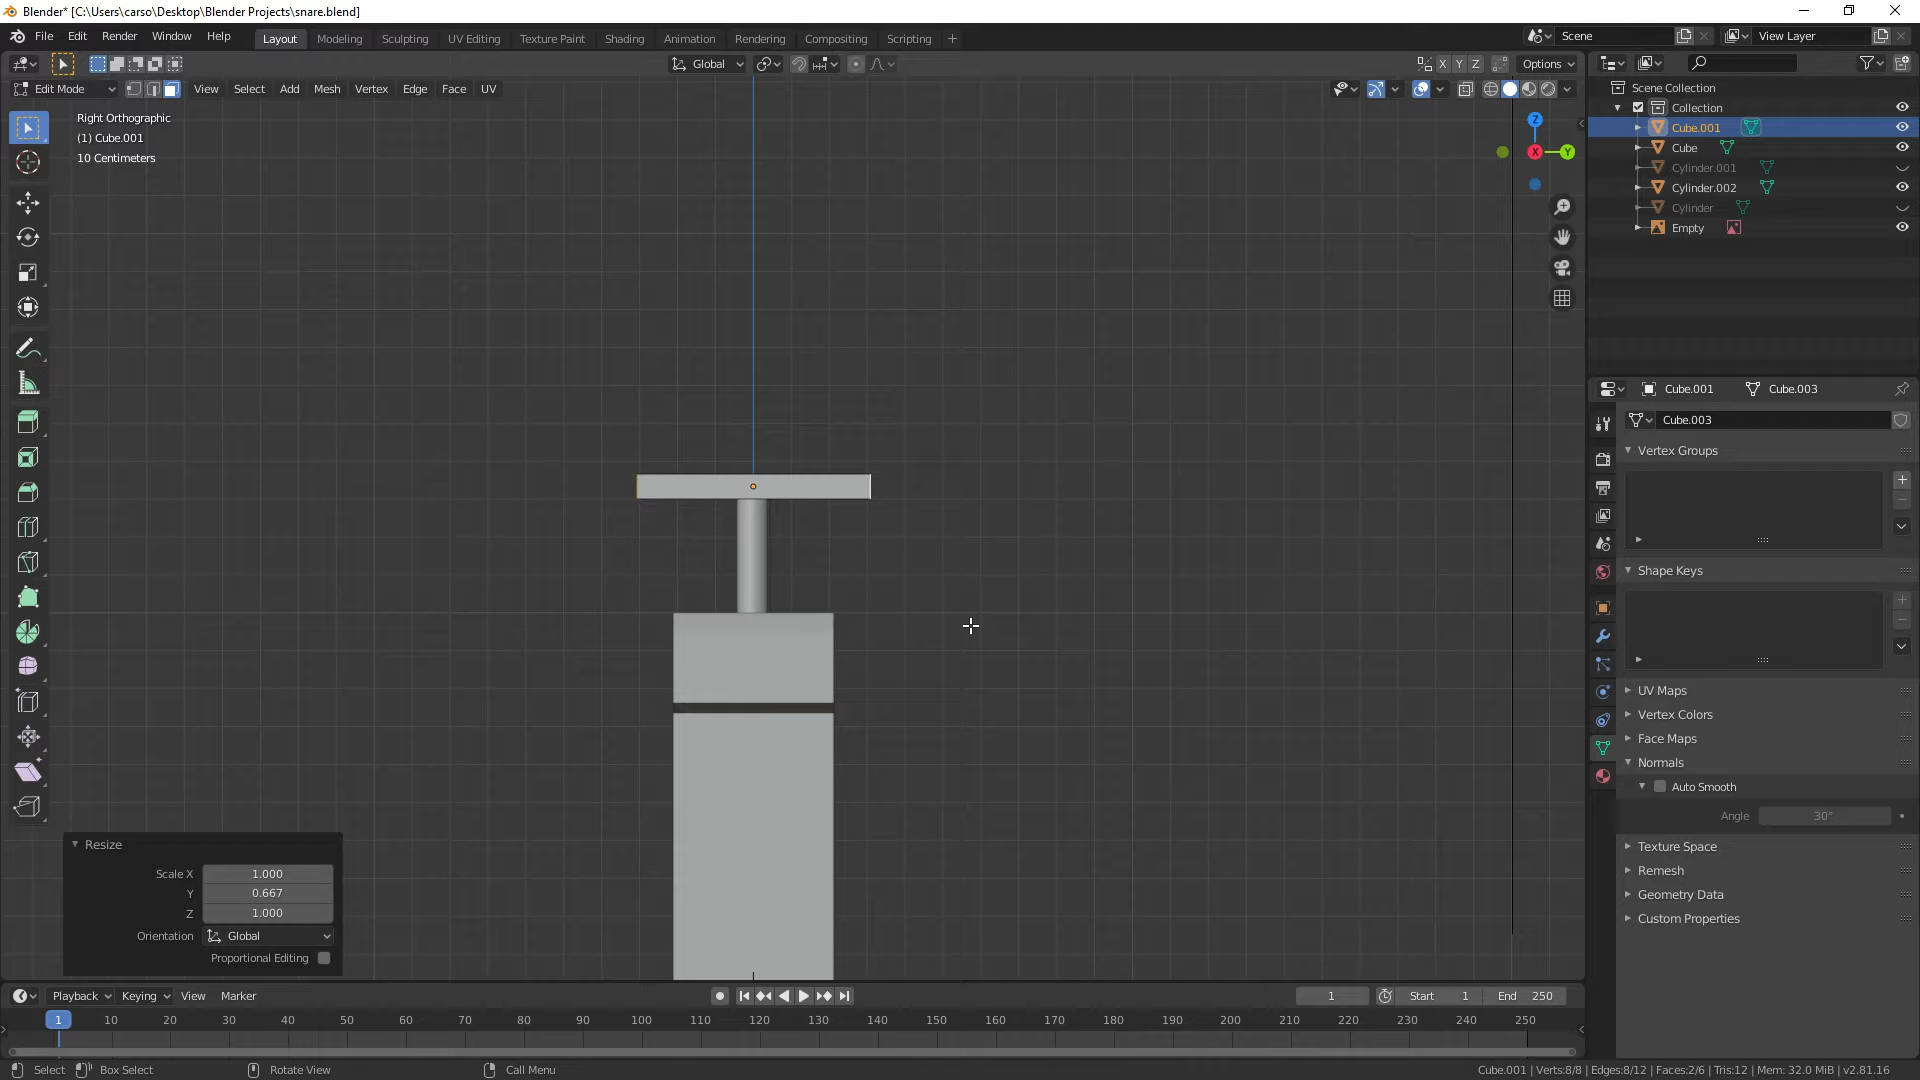 Blender* [C:\Users\carso\Desktop\Blender Projects\snare.blend]
File Edit Render Window Help
Layout Modeling Sculpting UV Editing Texture Paint Shading Animation Rendering Compositing Scripting +
Scene
View Layer
Global
X Y Z Options
Edit Mode View Select Add Mesh Vertex Edge Face UV
Right Orthographic
(1) Cube.001
10 Centimeters
Z
X
Y
Scene Collection
Collection
Cube.001
Cube
Cylinder.001
Cylinder.002
Cylinder
Empty
Cube.001 Cube.003
Cube.003
Vertex Groups
Shape Keys
UV Maps
Vertex Colors
Face Maps
Normals
Auto Smooth
Angle 30°
Texture Space
Remesh
Geometry Data
Custom Properties
Resize
Scale X 1.000
Y 0.667
Z 1.000
Orientation Global
Proportional Editing
Playback Keying View Marker
1 Start 1 End 250
1 10 20 30 40 50 60 70 80 90 100 110 120 130 140 150 160 170 180 190 200 210 220 230 240 250
Select Box Select Rotate View Call Menu
Cube.001 | Verts:8/8 | Edges:8/12 | Faces:2/6 | Tris:12 | Mem: 32.0 MiB | v2.81.16